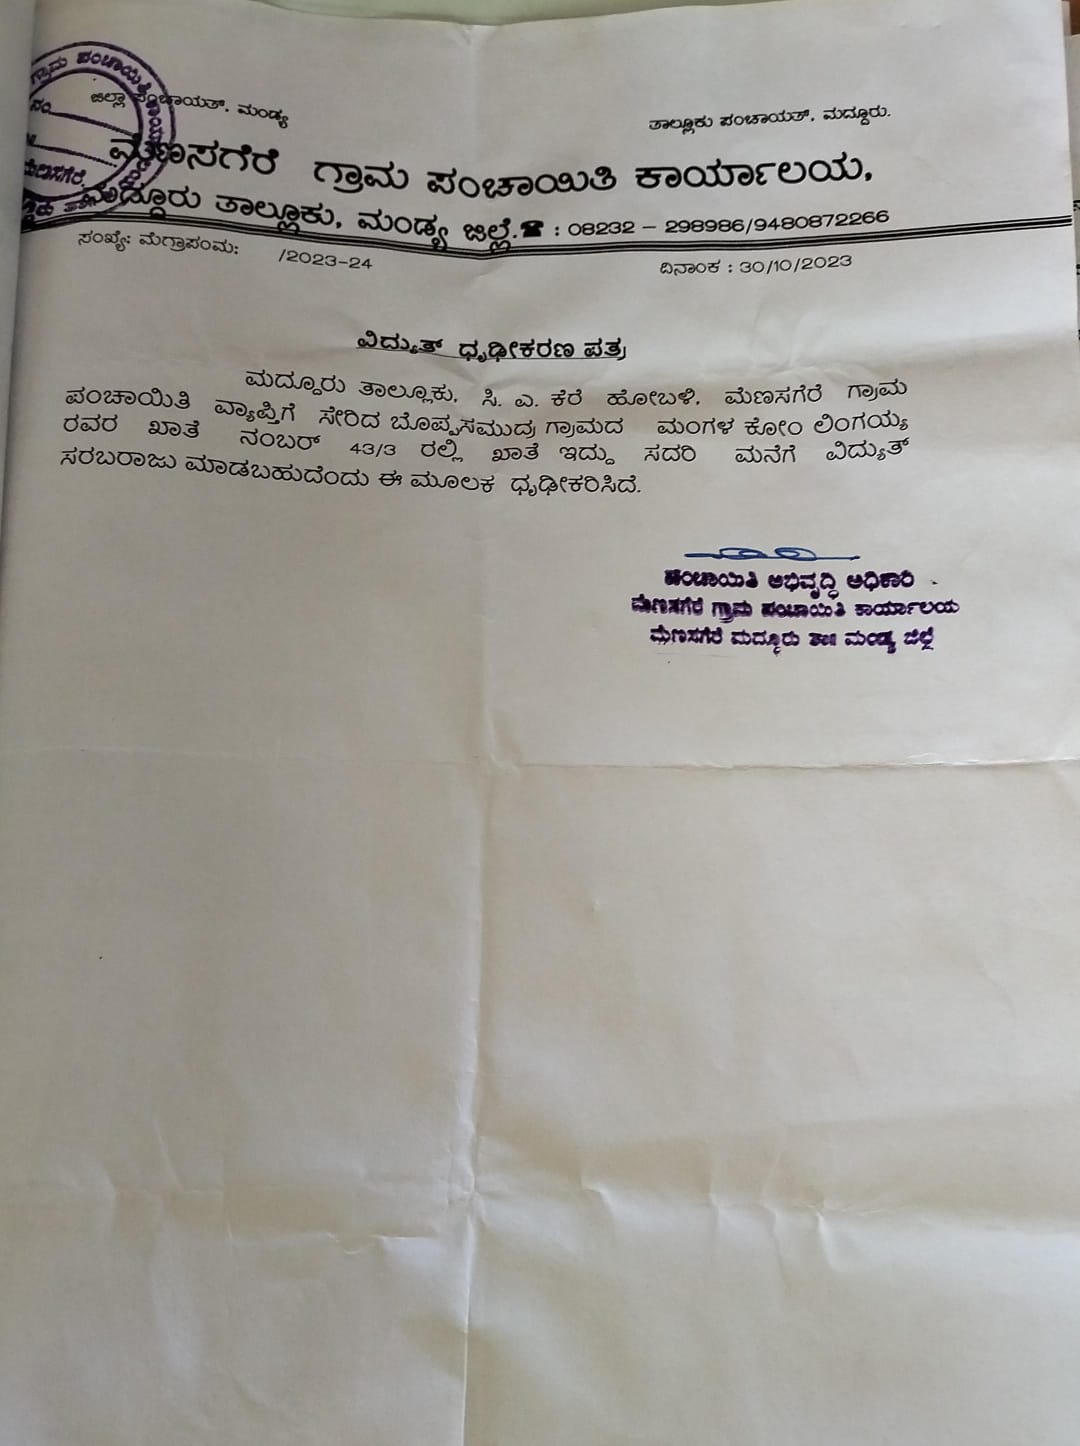 ಗ್ರಾಮ ಪಂಚಾಯಿತಿ
ಜಿಲ್ಲಾ ಪಂಚಾಯತ್, ಮಂಡ್ಯ
ತಾಲ್ಲೂಕು ಪಂಚಾಯತ್, ಮದ್ದೂರು.
ಮೆಣಸಗೆರೆ ಗ್ರಾಮ ಪಂಚಾಯಿತಿ ಕಾರ್ಯಾಲಯ,
ಮದ್ದೂರು ತಾಲ್ಲೂಕು, ಮಂಡ್ಯ ಜಿಲ್ಲೆ.☎ : 08232 – 298986/9480872266
ಸಂಖ್ಯೆ: ಮೆಗ್ರಾಪಂಮ: /2023-24
ದಿನಾಂಕ : 30/10/2023
ವಿದ್ಯುತ್ ಧೃಢೀಕರಣ ಪತ್ರ
ಮದ್ದೂರು ತಾಲ್ಲೂಕು, ಸಿ. ಎ. ಕೆರೆ ಹೋಬಳಿ, ಮೆಣಸಗೆರೆ ಗ್ರಾಮ
ಪಂಚಾಯಿತಿ ವ್ಯಾಪ್ತಿಗೆ ಸೇರಿದ ಬೊಪ್ಪಸಮುದ್ರ ಗ್ರಾಮದ ಮಂಗಳ ಕೋಂ ಲಿಂಗಯ್ಯ
ರವರ ಖಾತೆ ನಂಬರ್ 43/3 ರಲ್ಲಿ ಖಾತೆ ಇದ್ದು ಸದರಿ ಮನೆಗೆ ವಿದ್ಯುತ್
ಸರಬರಾಜು ಮಾಡಬಹುದೆಂದು ಈ ಮೂಲಕ ಧೃಢೀಕರಿಸಿದೆ.
ಪಂಚಾಯಿತಿ ಅಭಿವೃದ್ಧಿ ಅಧಿಕಾರಿ
ಮೆಣಸಗೆರೆ ಗ್ರಾಮ ಪಂಚಾಯಿತಿ ಕಾರ್ಯಾಲಯ
ಮೆಣಸಗೆರೆ ಮದ್ದೂರು ತಾ॥ ಮಂಡ್ಯ ಜಿಲ್ಲೆ